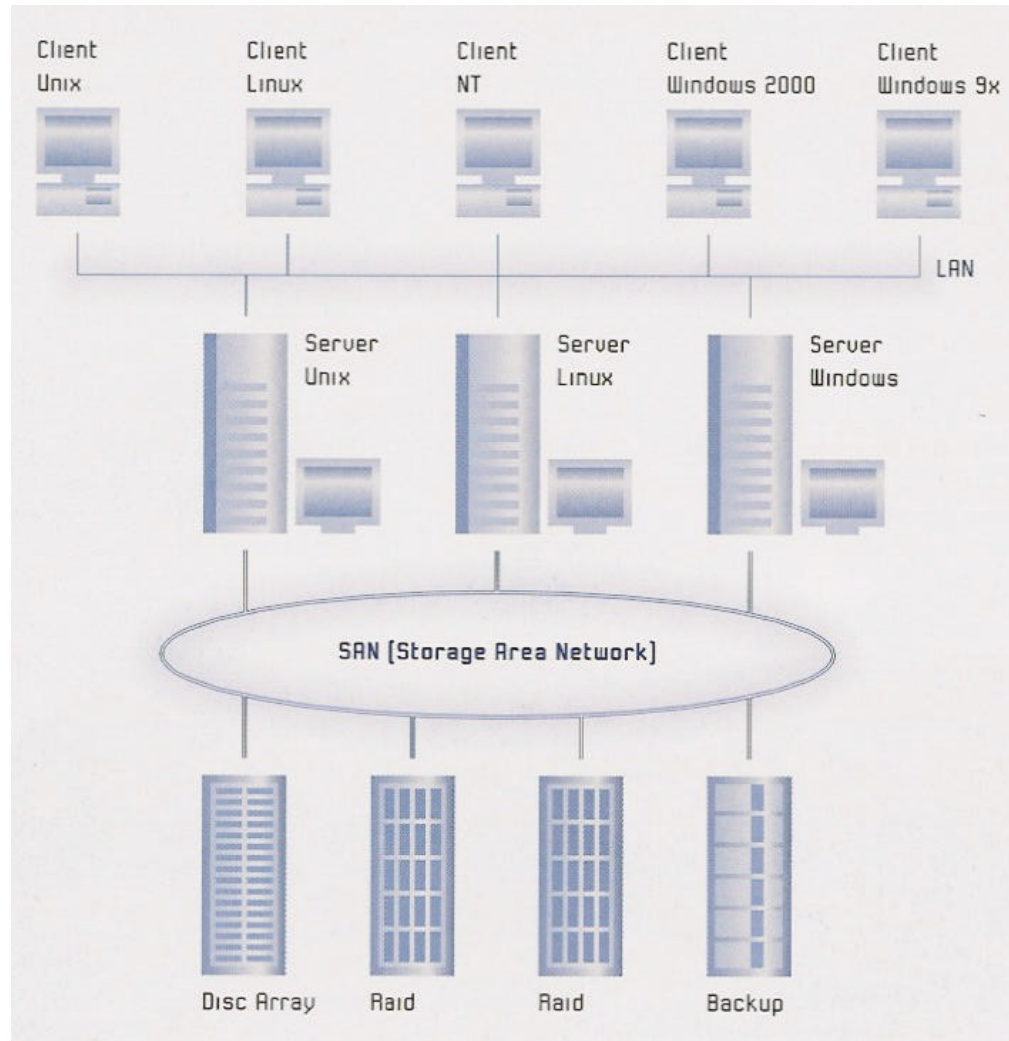 Client
Unix
Client
Linux
Client
NT
Client
Windows 2000
Client
Windows 9x
LAN
Server
Unix
Server
Linux
Server
Windows
SAN [Storage Area Network]
Disc Array
Raid
Raid
Backup